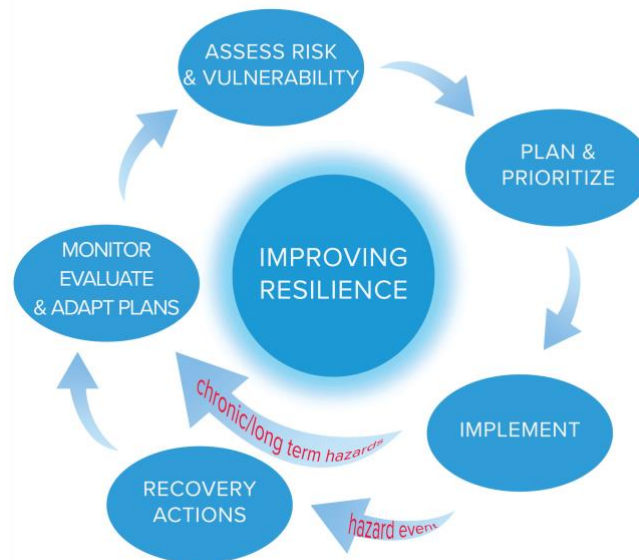 ASSESS RISK
& VULNERABILITY
PLAN &
PRIORITIZE
IMPROVING
RESILIENCE
MONITOR
EVALUATE
& ADAPT PLANS
chronic/long term hazards
IMPLEMENT
RECOVERY
ACTIONS
hazard event